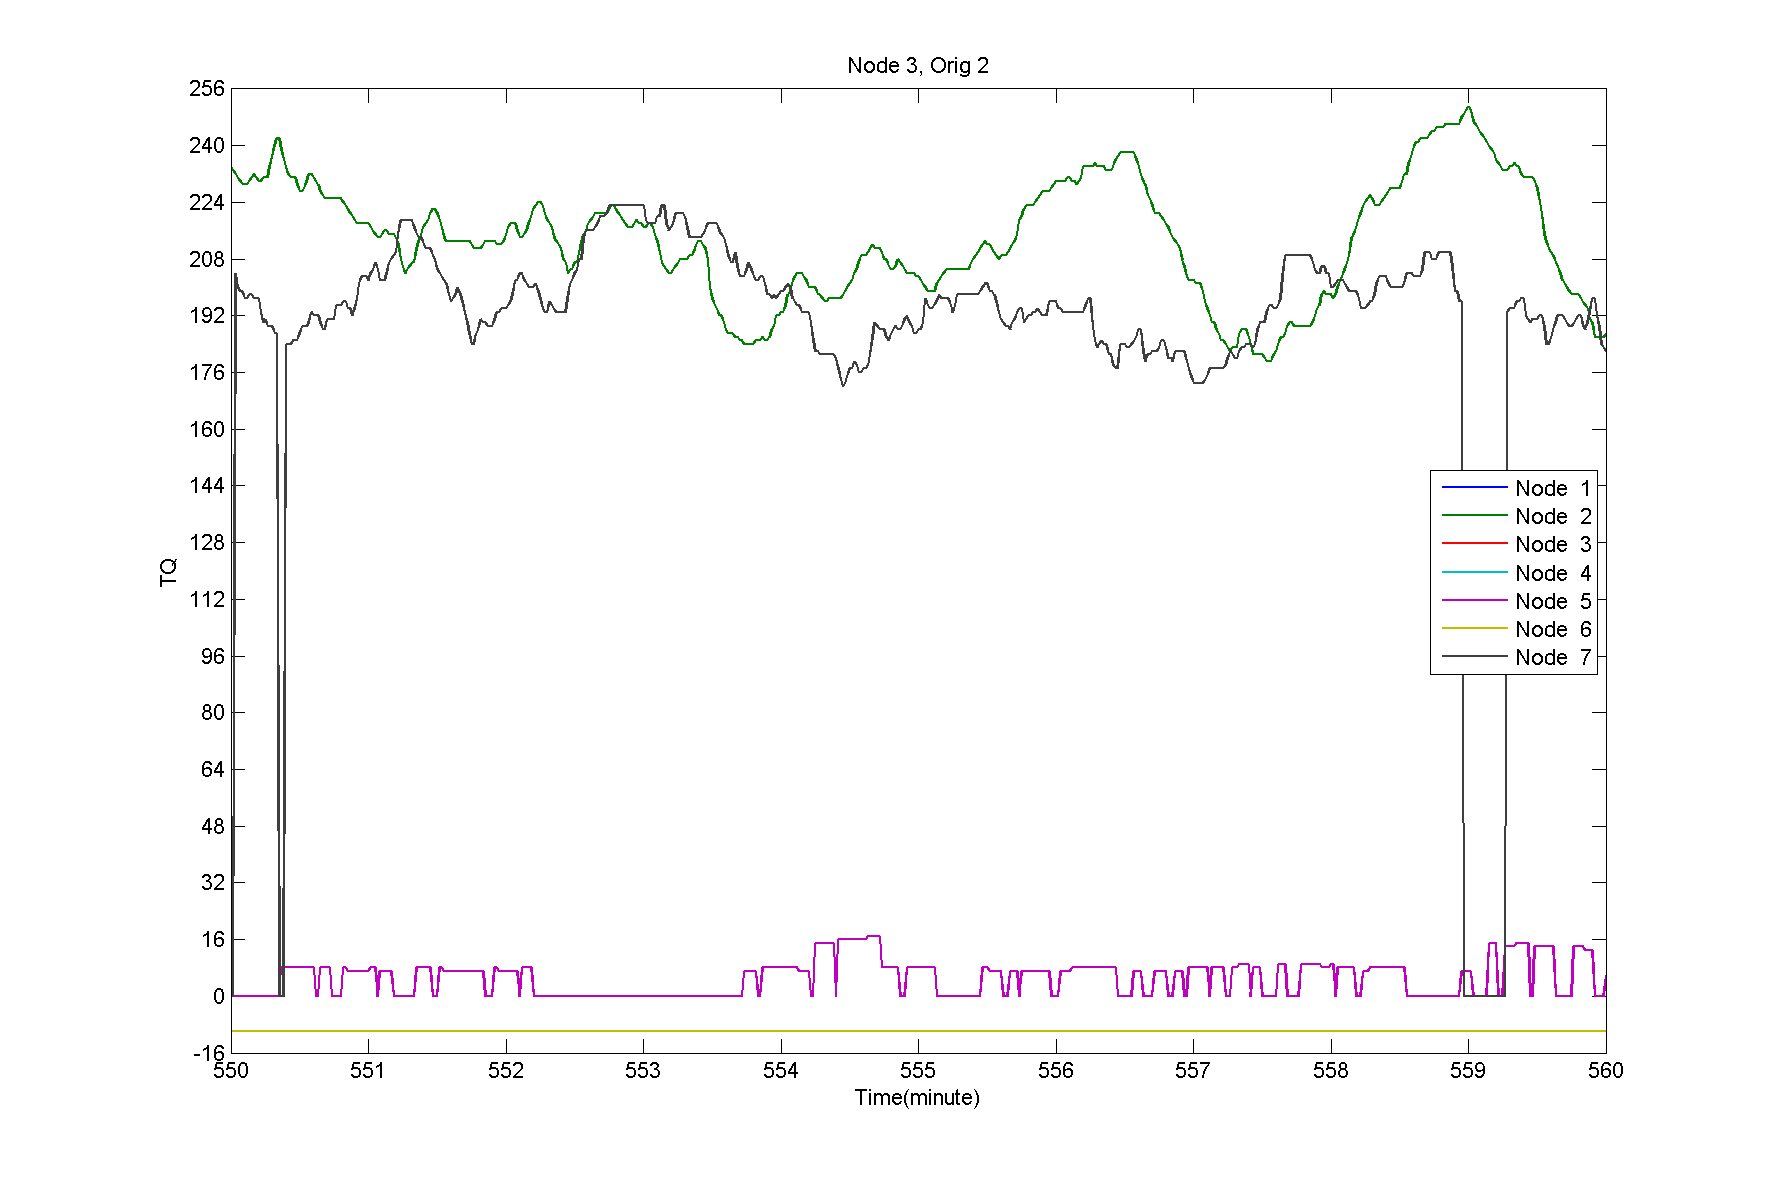 Node 3, Orig 2
256
240
224
208
192
176
160
144
128
112
96
80
64
48
32
16
0
-16
TQ
Node 1
Node 2
Node 3
Node 4
Node 5
Node 6
Node 7
550 551 552 553 554 555 556 557 558 559 560
Time(minute)